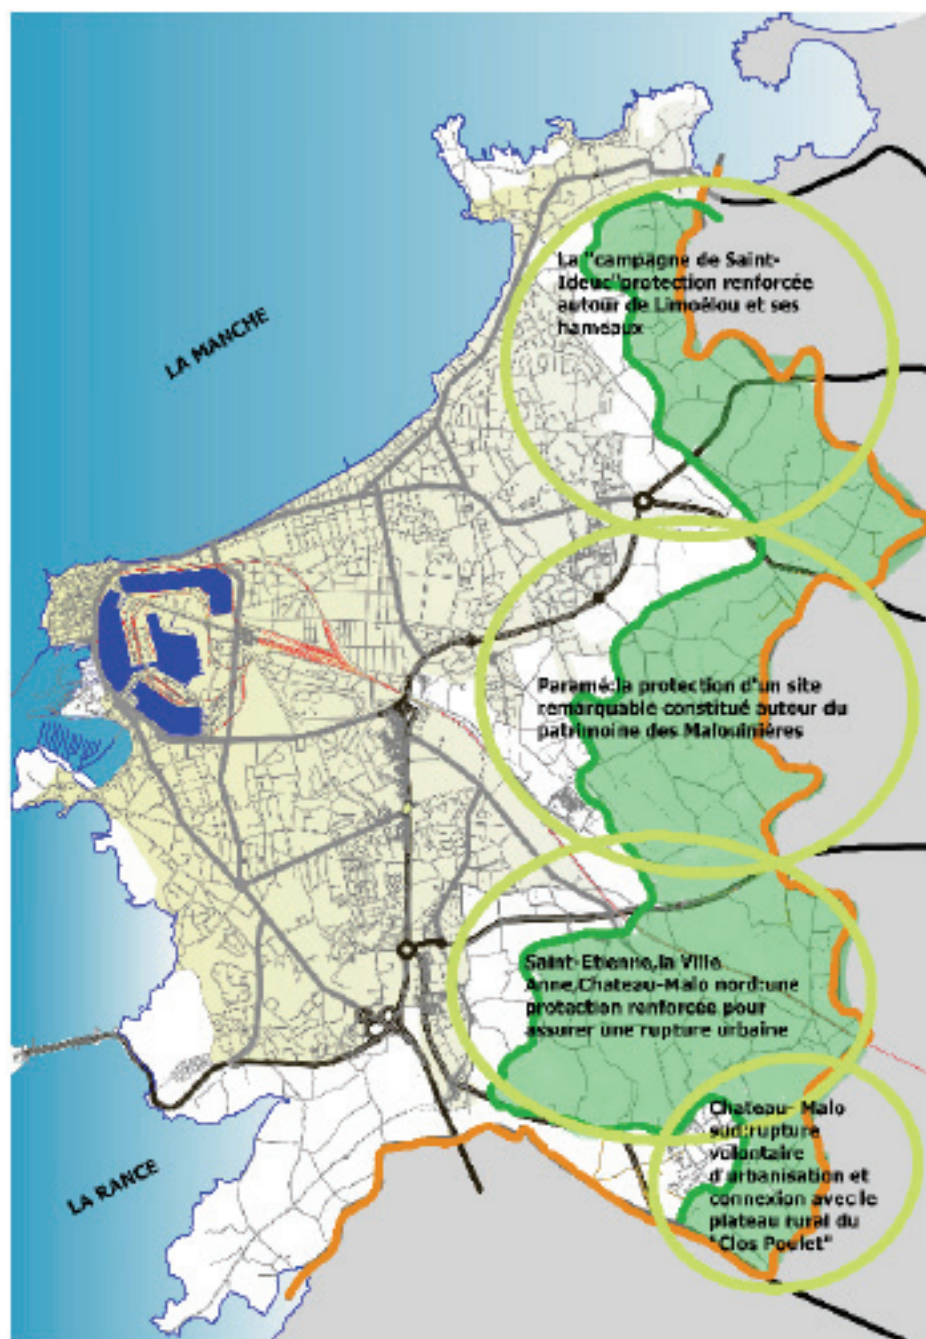 La "campagne de Saint-
Ideuc"protection renforcée
autour de Limoëlou et ses
hameaux
LA MANCHE
Paramé:la protection d'un site
remarquable constitué autour du
patrimoine des Malouinières
Saint-Etienne,la Ville
Anne,Chateau-Malo nord:une
protection renforcée pour
assurer une rupture urbaine
Chateau- Malo
sud:rupture
volontaire
d'urbanisation et
connexion avec le
plateau rural du
"Clos Poulet"
LA RANCE